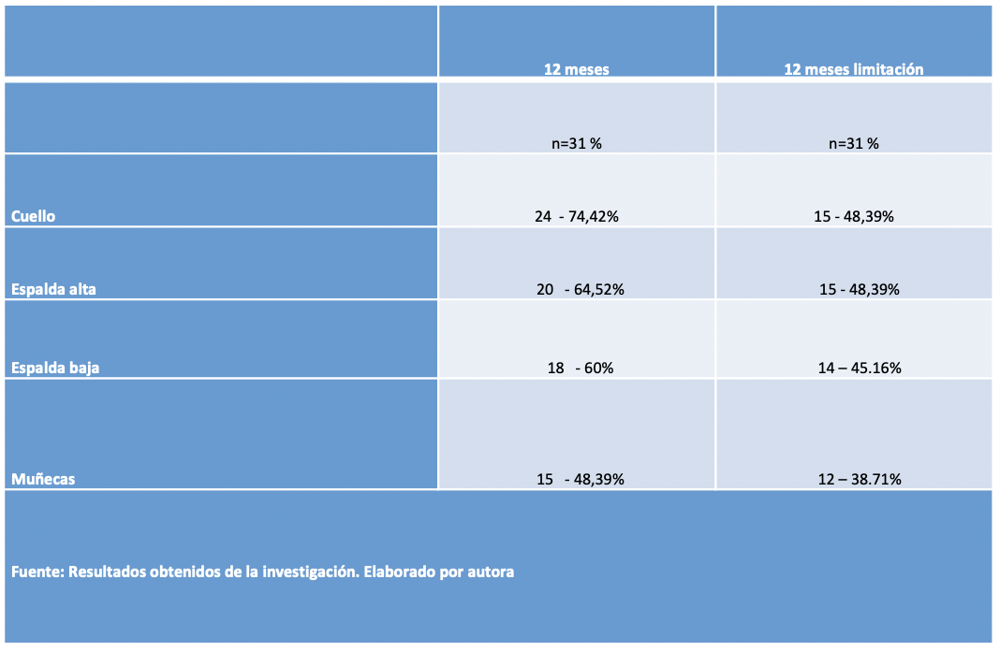 12 meses 12 meses limitación
n=31 % n=31 %
Cuello 24 - 74,42% 15 - 48,39%
Espalda alta 20 - 64,52% 15 - 48,39%
Espalda baja 18 - 60% 14 – 45.16%
Muñecas 15 - 48,39% 12 – 38.71%
Fuente: Resultados obtenidos de la investigación. Elaborado por autora